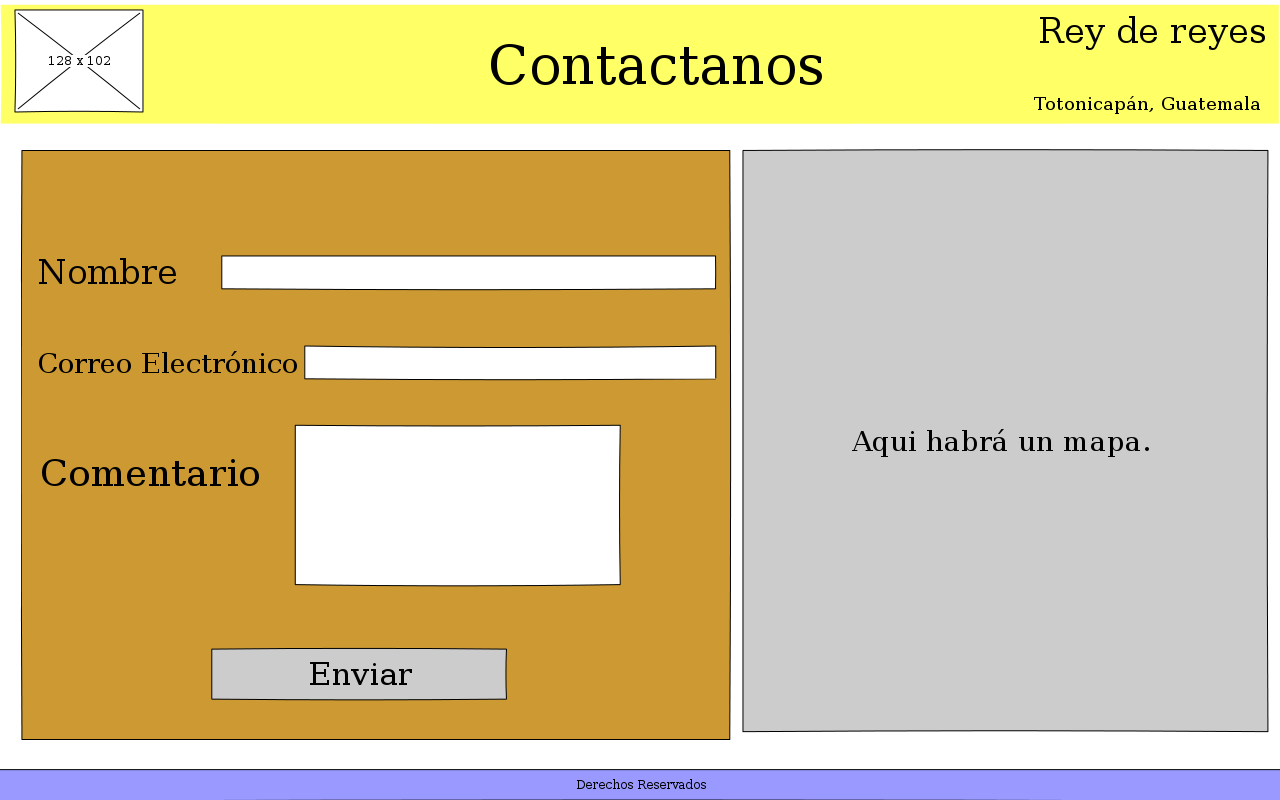 128 x 102
Contactanos
Rey de reyes
Totonicapán, Guatemala
Nombre
Correo Electrónico
Comentario
Enviar
Aqui habrá un mapa.
Derechos Reservados